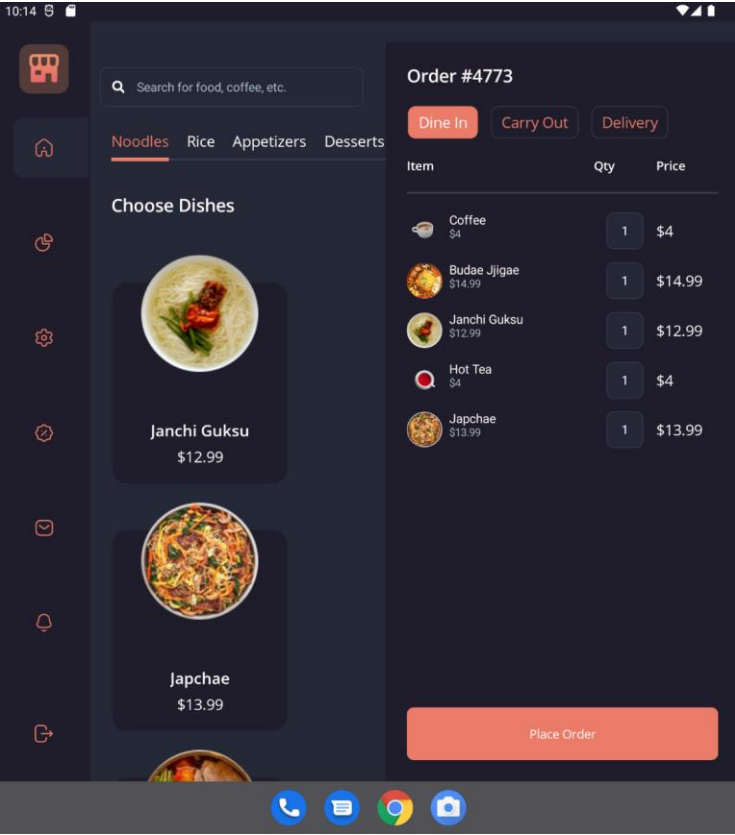 10:14
Search for food, coffee, etc.
Noodles Rice Appetizers Desserts
Choose Dishes
Janchi Guksu
$12.99
Japchae
$13.99
Order #4773
Dine In Carry Out Delivery
Item Qty Price
Coffee
$4
1 $4
Budae Jjigae
$14.99
1 $14.99
Janchi Guksu
$12.99
1 $12.99
Hot Tea
$4
1 $4
Japchae
$13.99
1 $13.99
Place Order